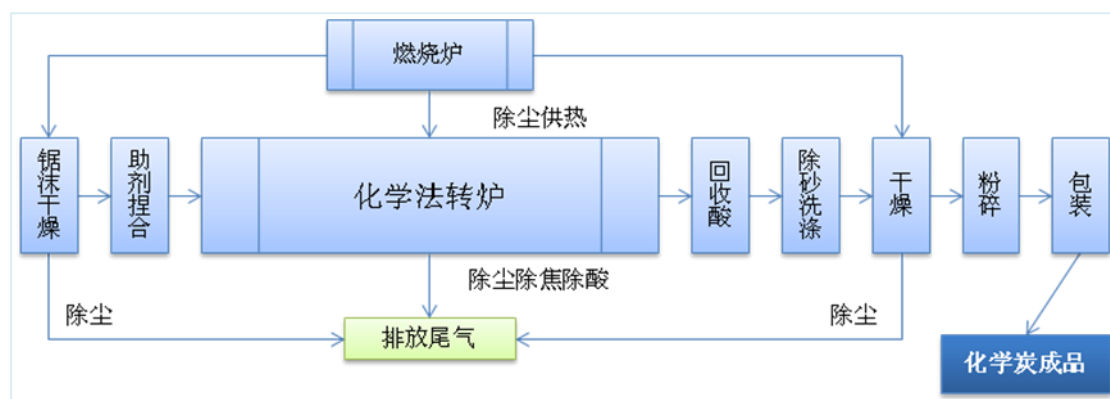 燃烧炉
除尘供热
锯沫干燥
助剂捏合
化学法转炉
回收酸
除砂洗涤
干燥
粉碎
包装
除尘除焦除酸
除尘
除尘
排放尾气
化学炭成品